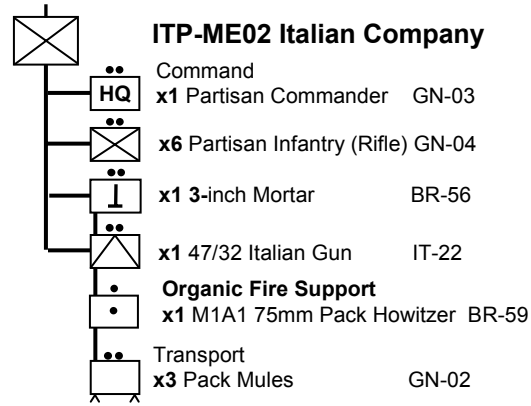 ITP-ME02 Italian Company
Command
HQ x1 Partisan Commander GN-03
x6 Partisan Infantry (Rifle) GN-04
x1 3-inch Mortar BR-56
x1 47/32 Italian Gun IT-22
Organic Fire Support
x1 M1A1 75mm Pack Howitzer BR-59
Transport
x3 Pack Mules GN-02